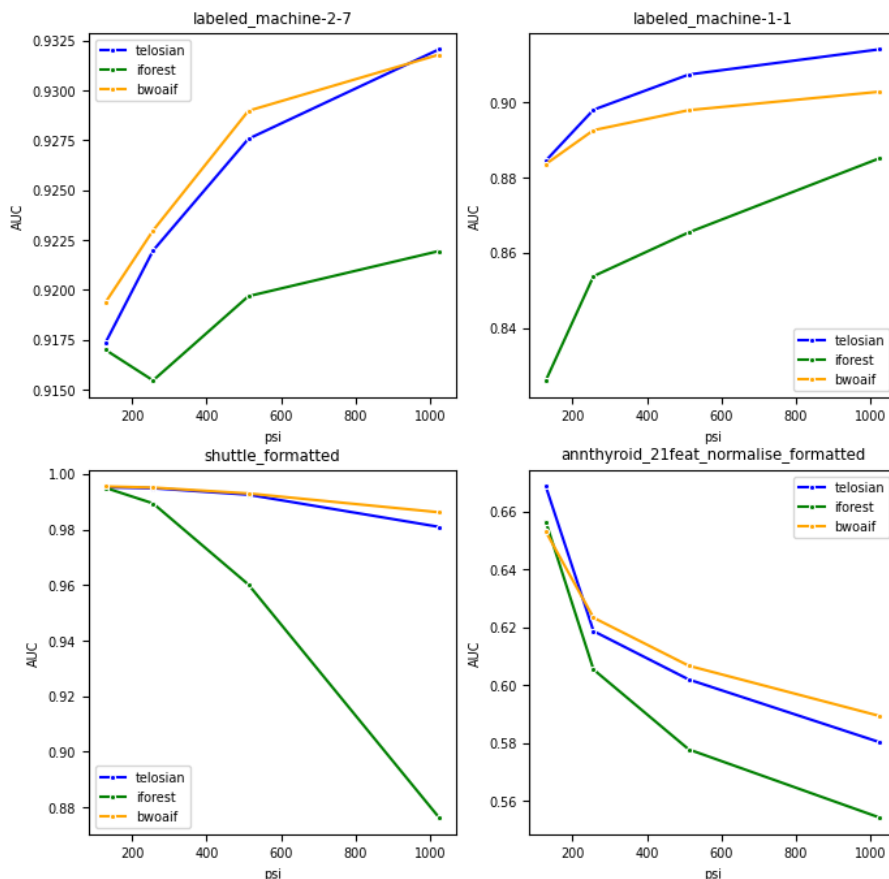 labeled_machine-2-7
0.9325
0.9300
0.9275
0.9250
0.9225
0.9200
0.9175
0.9150
AUC
telosian
iforest
bwoaif
200
400
600
800
1000
psi
labeled_machine-1-1
0.90
0.88
0.86
0.84
AUC
telosian
iforest
bwoaif
200
400
600
800
1000
psi
shuttle_formatted
1.00
0.98
0.96
0.94
0.92
0.90
0.88
AUC
telosian
iforest
bwoaif
200
400
600
800
1000
psi
annthyroid_21feat_normalise_formatted
0.66
0.64
0.62
0.60
0.58
0.56
AUC
telosian
iforest
bwoaif
200
400
600
800
1000
psi